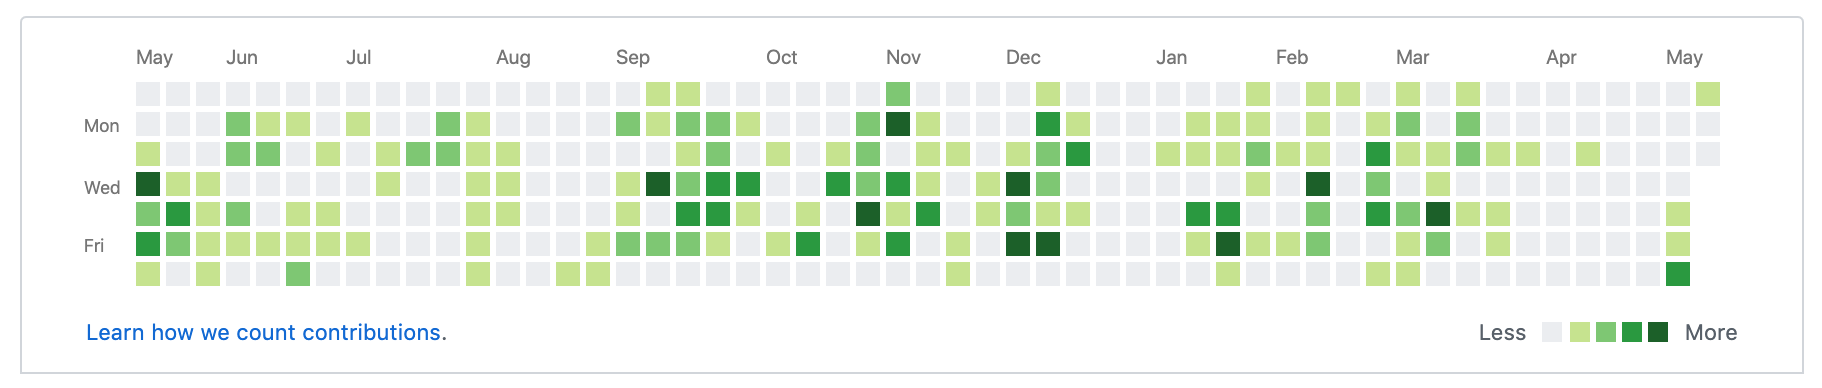 May Jun Jul Aug Sep Oct Nov Dec Jan Feb Mar Apr May
Mon
Wed
Fri
Learn how we count contributions. Less More